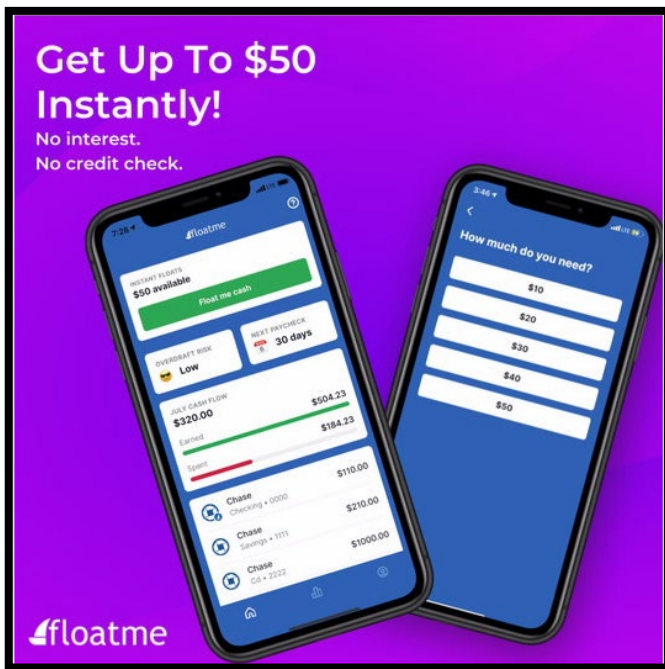 Get Up To $50
Instantly!
No interest.
No credit check.
7:28
LTE
floatme
?
INSTANT FLOATS
$50 available
Float me cash
OVERDRAFT RISK
Low
NEXT PAYCHECK
30 days
JULY CASH FLOW
$320.00
Earned $504.23
Spent $184.23
Chase $110.00
Checking • 0000
Chase $210.00
Savings • 1111
Chase $1000.00
Cd • 2222
3:46
LTE
How much do you need?
$10
$20
$30
$40
$50
floatme